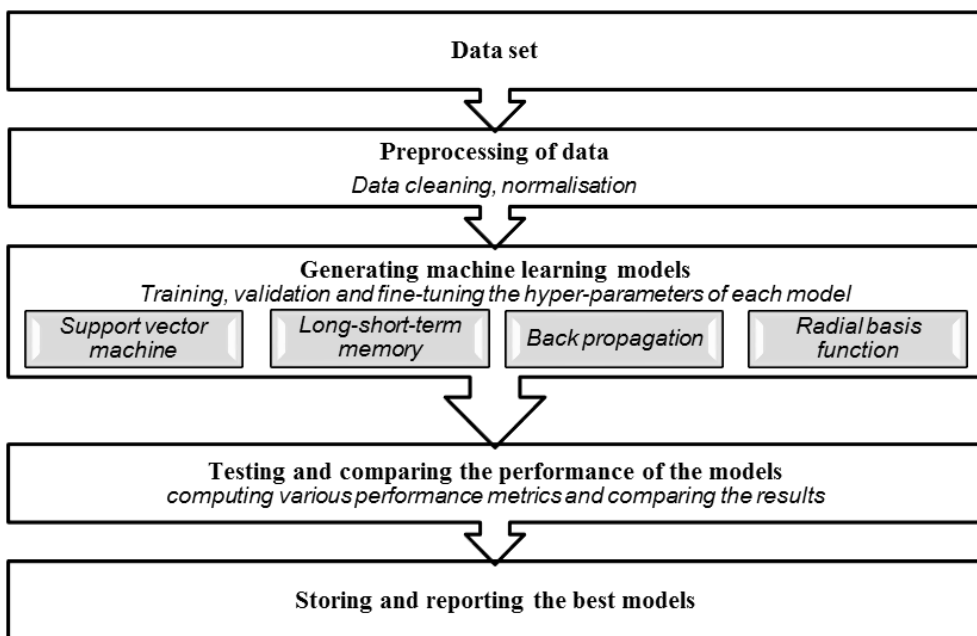 Data set
Preprocessing of data
Data cleaning, normalisation
Generating machine learning models
Training, validation and fine-tuning the hyper-parameters of each model
Support vector
machine
Long-short-term
memory
Back propagation
Radial basis
function
Testing and comparing the performance of the models
computing various performance metrics and comparing the results
Storing and reporting the best models